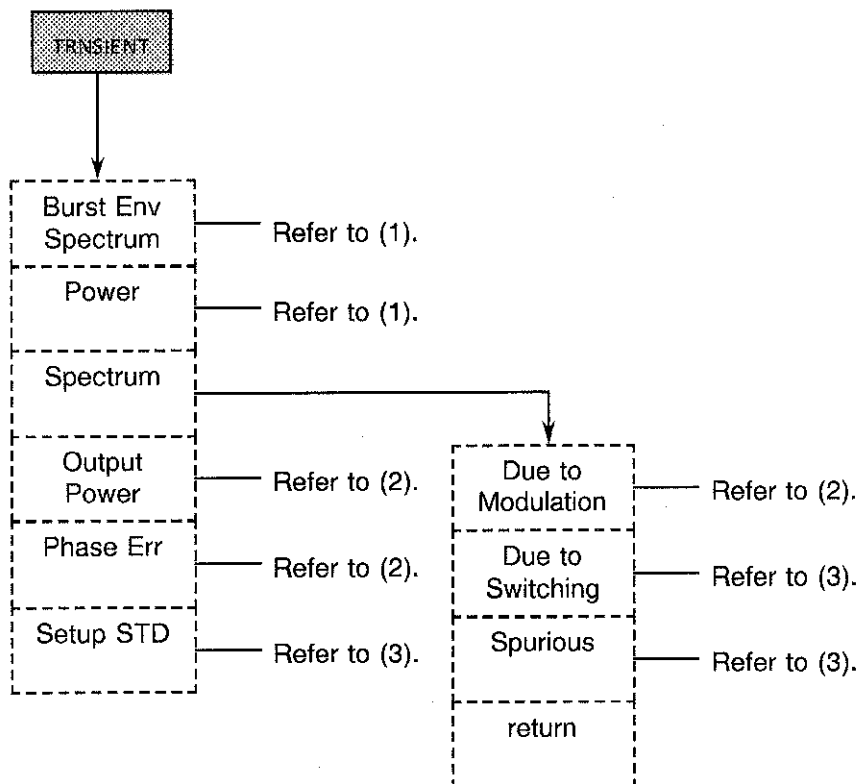 TRNSIENT
Burst Env
Spectrum
Refer to (1).
Power
Refer to (1).
Spectrum
Output
Power
Refer to (2).
Phase Err
Refer to (2).
Setup STD
Refer to (3).
Due to
Modulation
Refer to (2).
Due to
Switching
Refer to (3).
Spurious
Refer to (3).
return